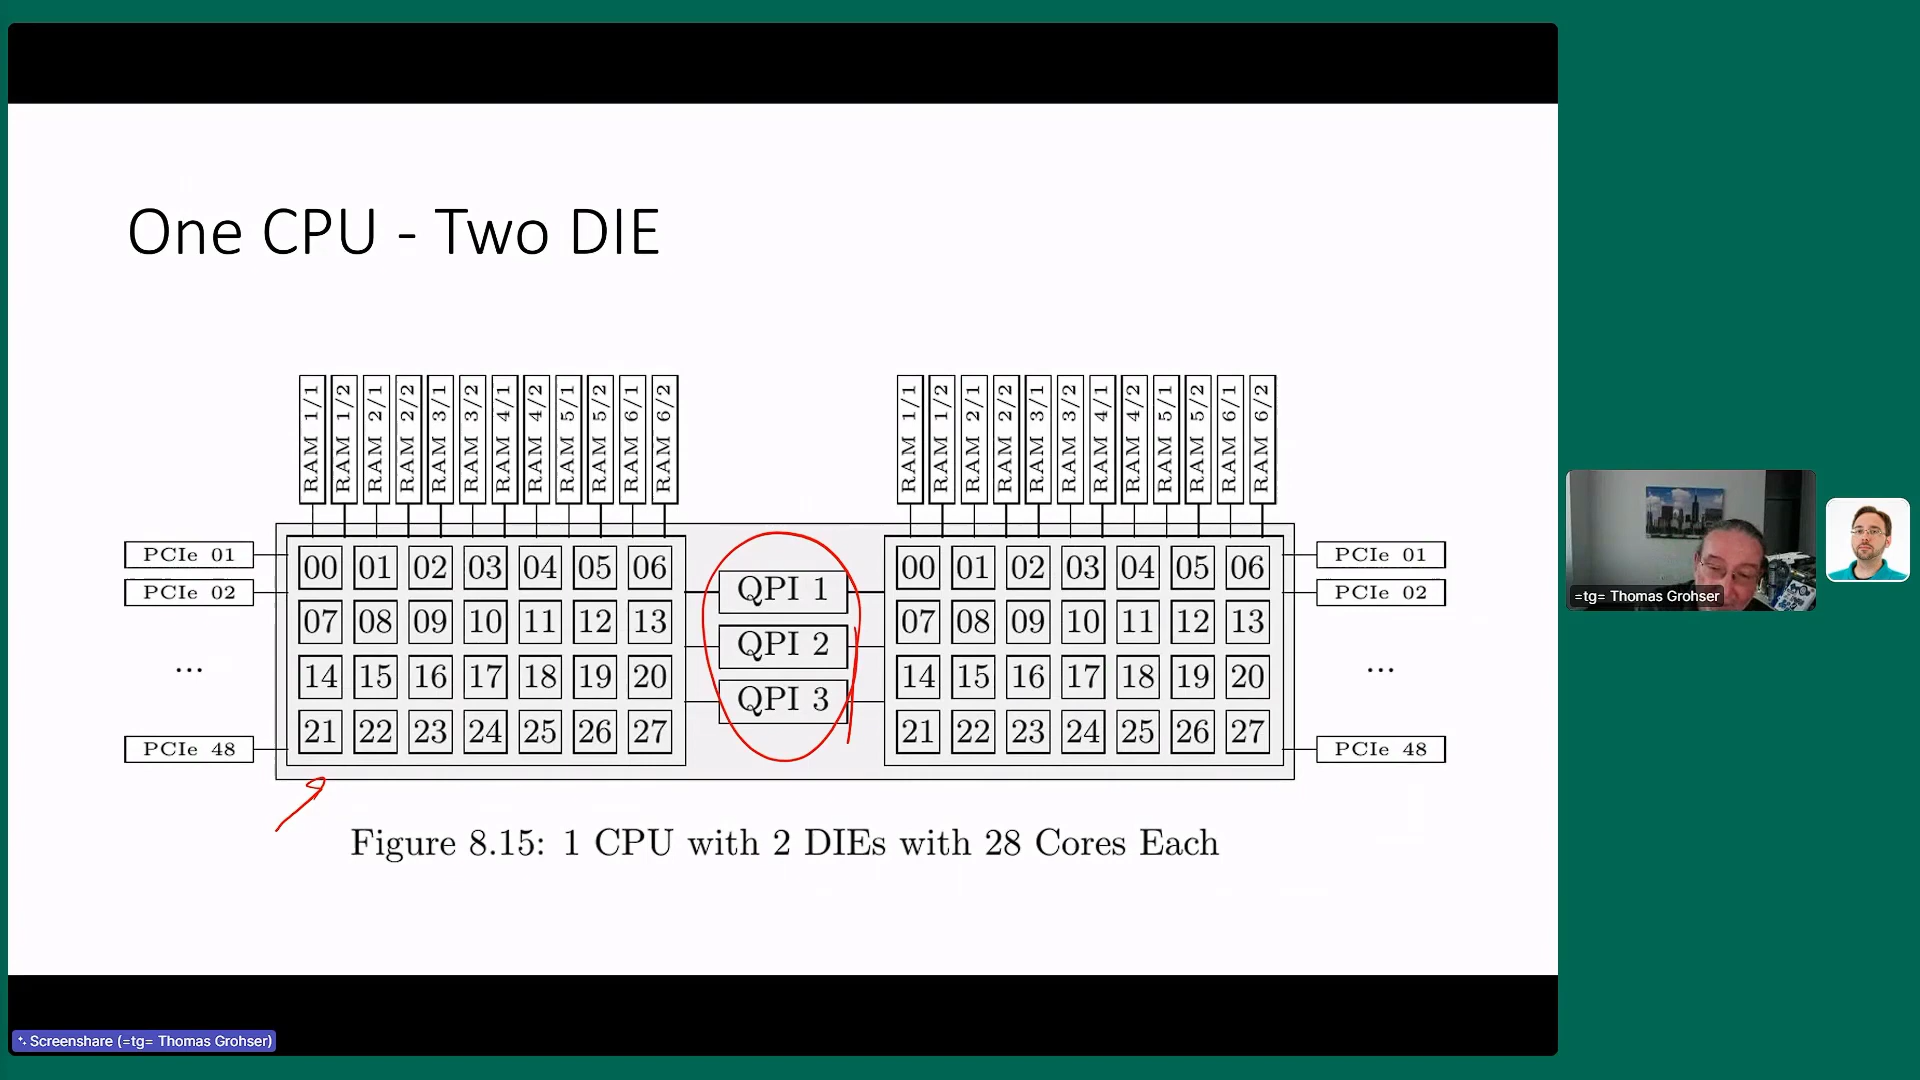 One CPU - Two DIE
RAM 1/1 RAM 1/2 RAM 2/1 RAM 2/2 RAM 3/1 RAM 3/2 RAM 4/1 RAM 4/2 RAM 5/1 RAM 5/2 RAM 6/1 RAM 6/2 RAM 1/1 RAM 1/2 RAM 2/1 RAM 2/2 RAM 3/1 RAM 3/2 RAM 4/1 RAM 4/2 RAM 5/1 RAM 5/2 RAM 6/1 RAM 6/2
PCIe 01 00 01 02 03 04 05 06 00 01 02 03 04 05 06 PCIe 01
PCIe 02 QPI 1 PCIe 02
07 08 09 10 11 12 13 QPI 2 07 08 09 10 11 12 13
... 14 15 16 17 18 19 20 QPI 3 14 15 16 17 18 19 20 ...
PCIe 48 21 22 23 24 25 26 27 21 22 23 24 25 26 27 PCIe 48
Figure 8.15: 1 CPU with 2 DIEs with 28 Cores Each
=tg= Thomas Grohser
Screenshare (=tg= Thomas Grohser)